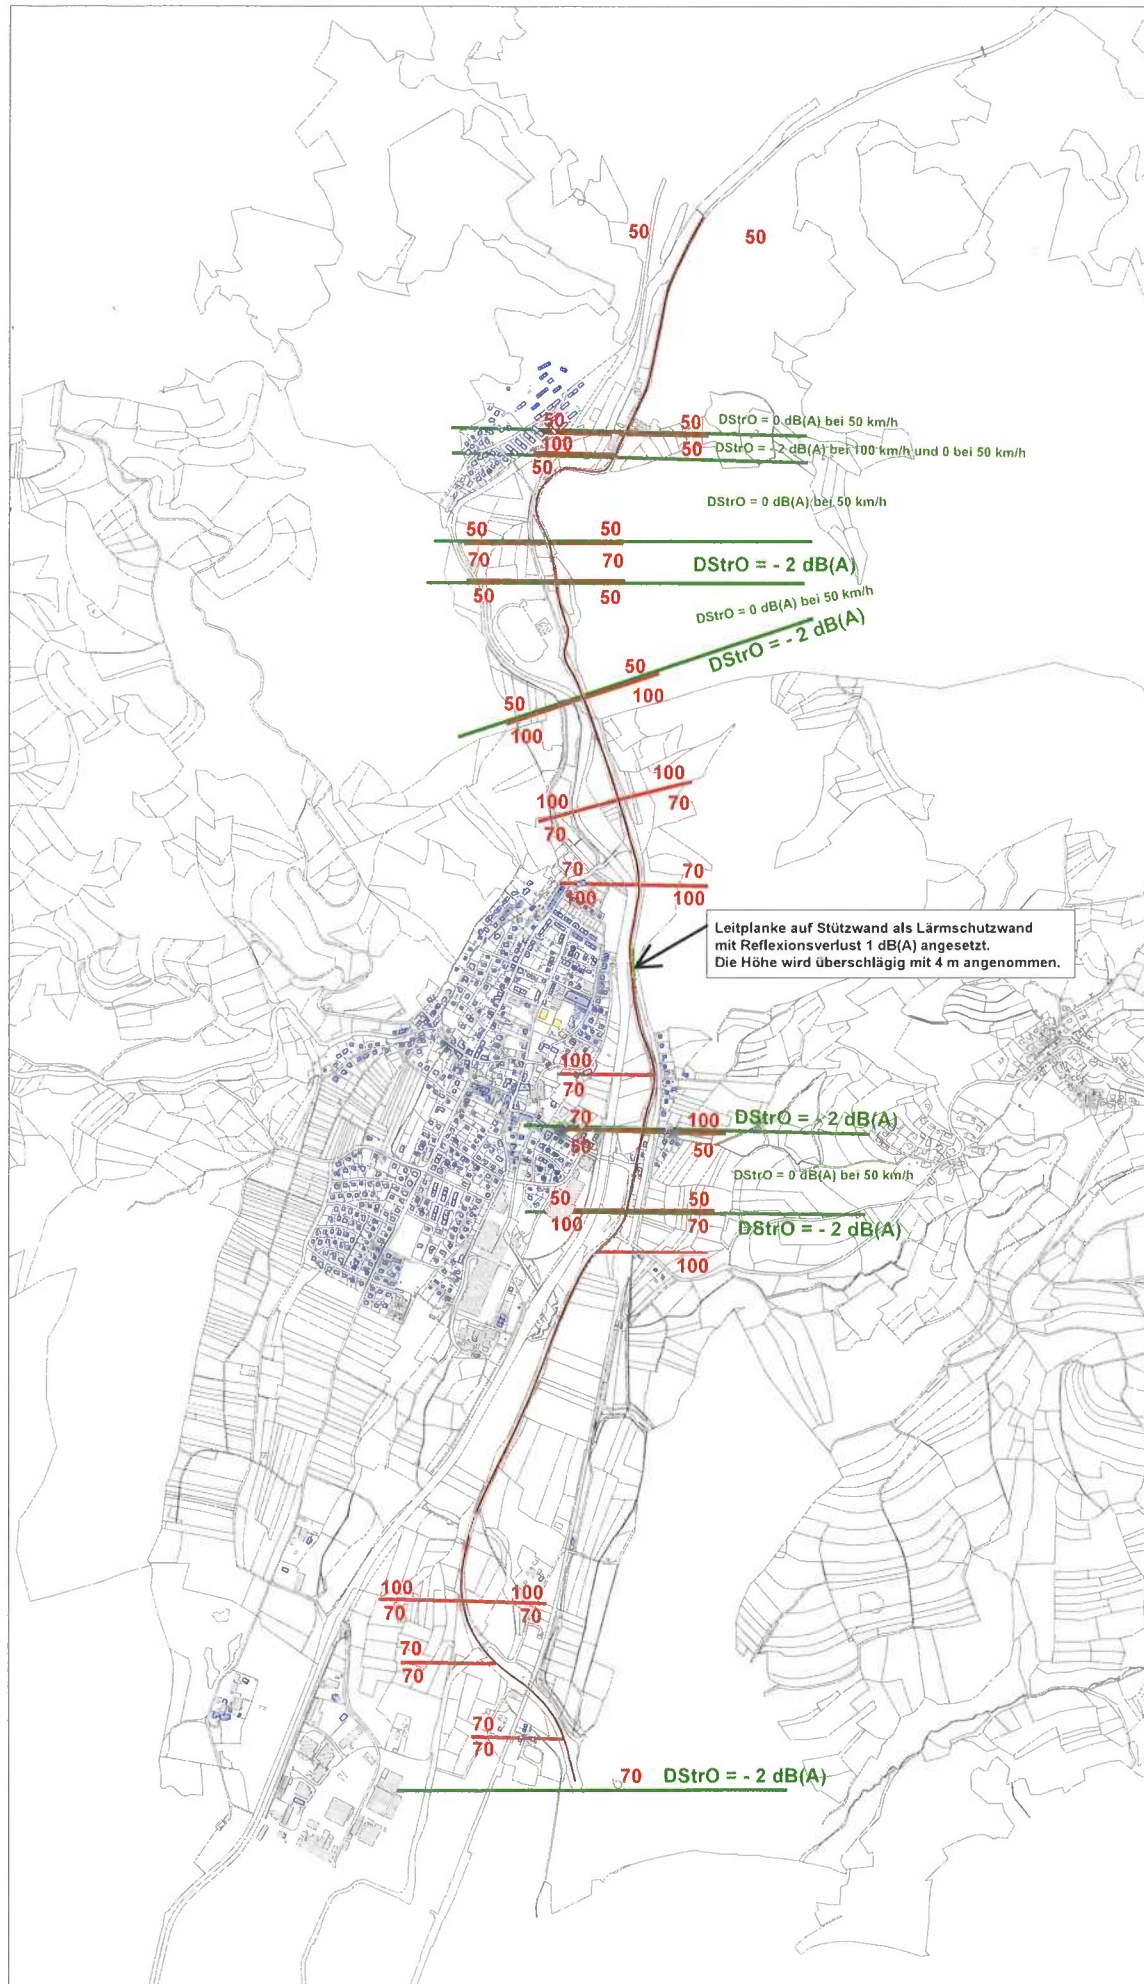 50 50
50 50 DStrO = 0 dB(A) bei 50 km/h
100 50 DStrO = -2 dB(A) bei 100 km/h und 0 bei 50 km/h
50
DStrO = 0 dB(A) bei 50 km/h
50 50
70 70 DStrO = - 2 dB(A)
50 50
DStrO = 0 dB(A) bei 50 km/h
DStrO = - 2 dB(A)
50
100
50
100
100
70
100
70
70 70
100 100
Leitplanke auf Stützwand als Lärmschutzwand
mit Reflexionsverlust 1 dB(A) angesetzt.
Die Höhe wird überschlägig mit 4 m angenommen.
100
70
70 100 DStrO = - 2 dB(A)
50 50
DStrO = 0 dB(A) bei 50 km/h
50 50
100 70 DStrO = - 2 dB(A)
100
100 100
70 70
70
70
70
70
70 DStrO = - 2 dB(A)